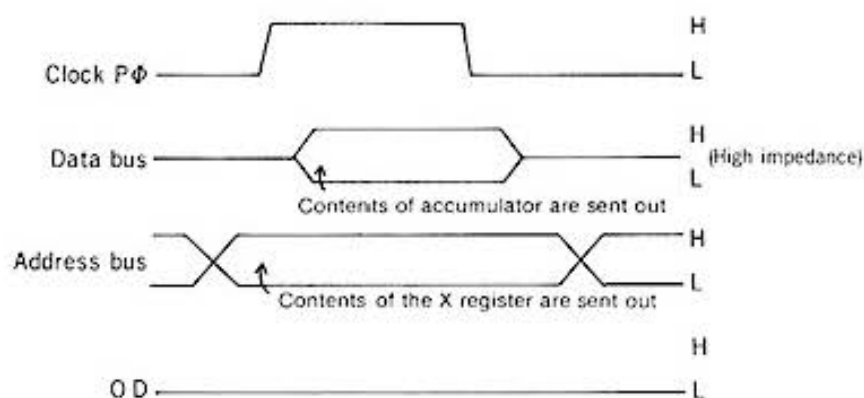 H
Clock PΦ
L
H
Data bus
(High impedance)
L
Contents of accumulator are sent out
H
Address bus
L
Contents of the X register are sent out
H
OD
L